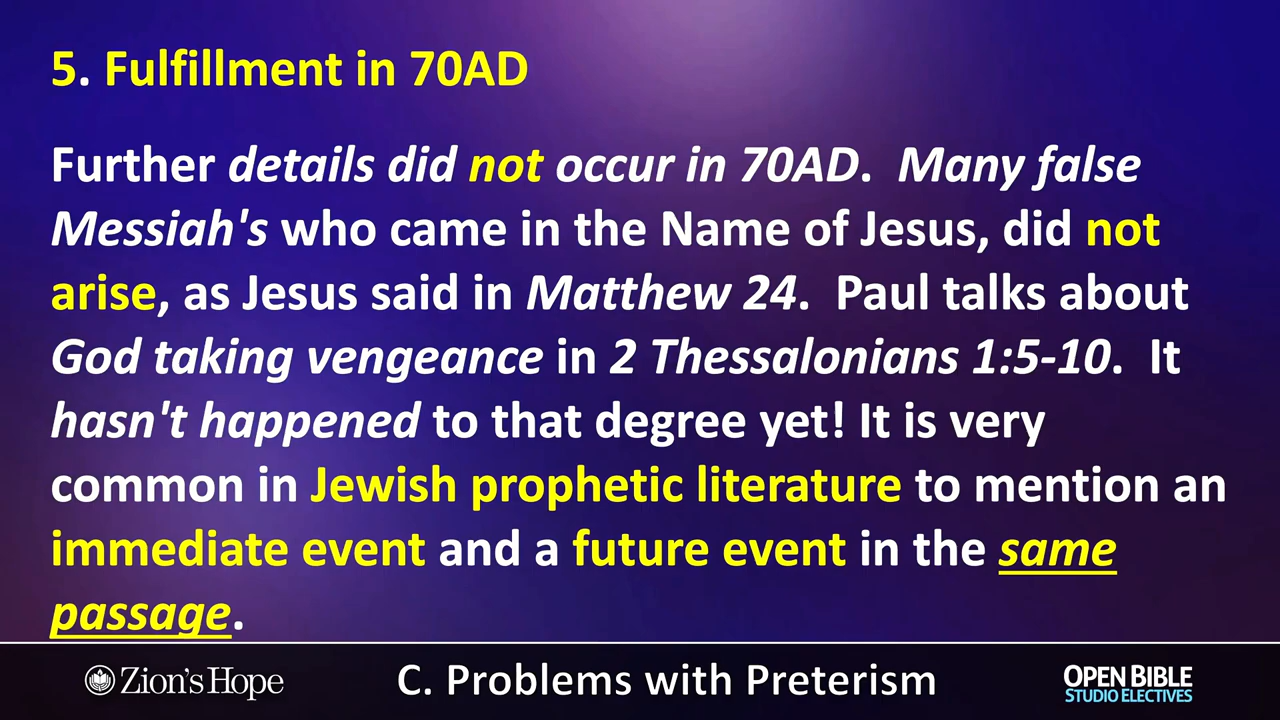 5. Fulfillment in 70AD
Further details did not occur in 70AD. Many false
Messiah's who came in the Name of Jesus, did not
arise, as Jesus said in Matthew 24. Paul talks about
God taking vengeance in 2 Thessalonians 1:5-10. It
hasn't happened to that degree yet! It is very
common in Jewish prophetic literature to mention an
immediate event and a future event in the same
passage.
Zion's Hope
C. Problems with Preterism
OPEN BIBLE
STUDIO ELECTIVES